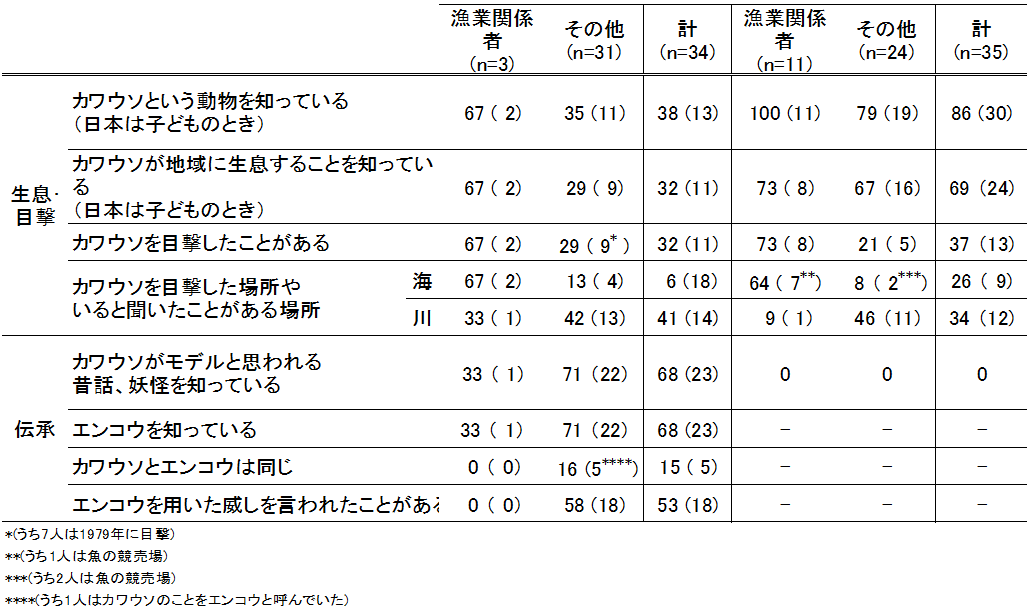 漁業関係者 (n=3) その他 (n=31) 計 (n=34) 漁業関係者 (n=11) その他 (n=24) 計 (n=35)
生息・目撃
カワウソという動物を知っている
（日本は子どものとき） 67 ( 2) 35 (11) 38 (13) 100 (11) 79 (19) 86 (30)
カワウソが地域に生息することを知ってい
る
（日本は子どものとき） 67 ( 2) 29 ( 9) 32 (11) 73 ( 8) 67 (16) 69 (24)
カワウソを目撃したことがある 67 ( 2) 29 ( 9* ) 32 (11) 73 ( 8) 21 ( 5) 37 (13)
カワウソを目撃した場所や
いると聞いたことがある場所
海 67 ( 2) 13 ( 4) 6 (18) 64 ( 7**) 8 ( 2***) 26 ( 9)
川 33 ( 1) 42 (13) 41 (14) 9 ( 1) 46 (11) 34 (12)
伝承
カワウソがモデルと思われる
昔話、妖怪を知っている 33 ( 1) 71 (22) 68 (23) 0 0 0
エンコウを知っている 33 ( 1) 71 (22) 68 (23) − − −
カワウソとエンコウは同じ 0 ( 0) 16 (5****) 15 ( 5) − − −
エンコウを用いた威しを言われたことがあ 0 ( 0) 58 (18) 53 (18) − − −
*(うち7人は1979年に目撃)
**(うち1人は魚の競売場)
***(うち2人は魚の競売場)
****(うち1人はカワウソのことをエンコウと呼んでいた)